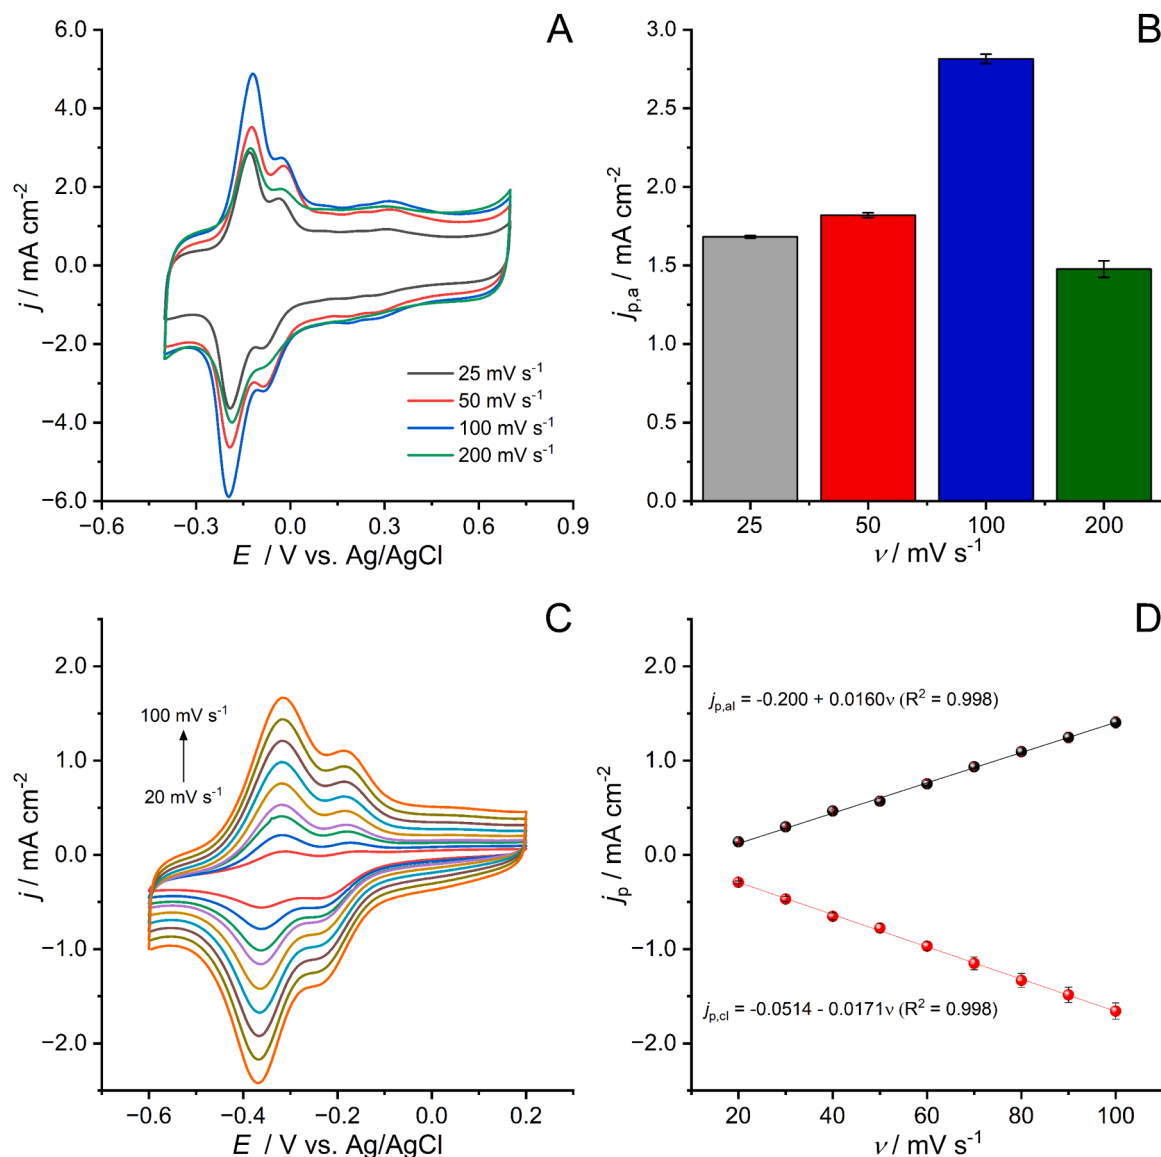 A
6.0
4.0
2.0
0.0
−2.0
−4.0
−6.0
j / mA cm-2
25 mV s-1
50 mV s-1
100 mV s-1
200 mV s-1
−0.6 −0.3 0.0 0.3 0.6 0.9
E / V vs. Ag/AgCl
B
3.0
2.5
2.0
1.5
1.0
0.5
0.0
jp,a / mA cm-2
25 50 100 200
ν / mV s-1
C
2.0
1.0
0.0
−1.0
−2.0
j / mA cm-2
100 mV s-1
20 mV s-1
−0.6 −0.4 −0.2 0.0 0.2
E / V vs. Ag/AgCl
D
2.0
1.0
0.0
−1.0
−2.0
jp / mA cm-2
jp,aI = -0.200 + 0.0160ν (R2 = 0.998)
jp,cI = -0.0514 - 0.0171ν (R2 = 0.998)
20 40 60 80 100
ν / mV s-1